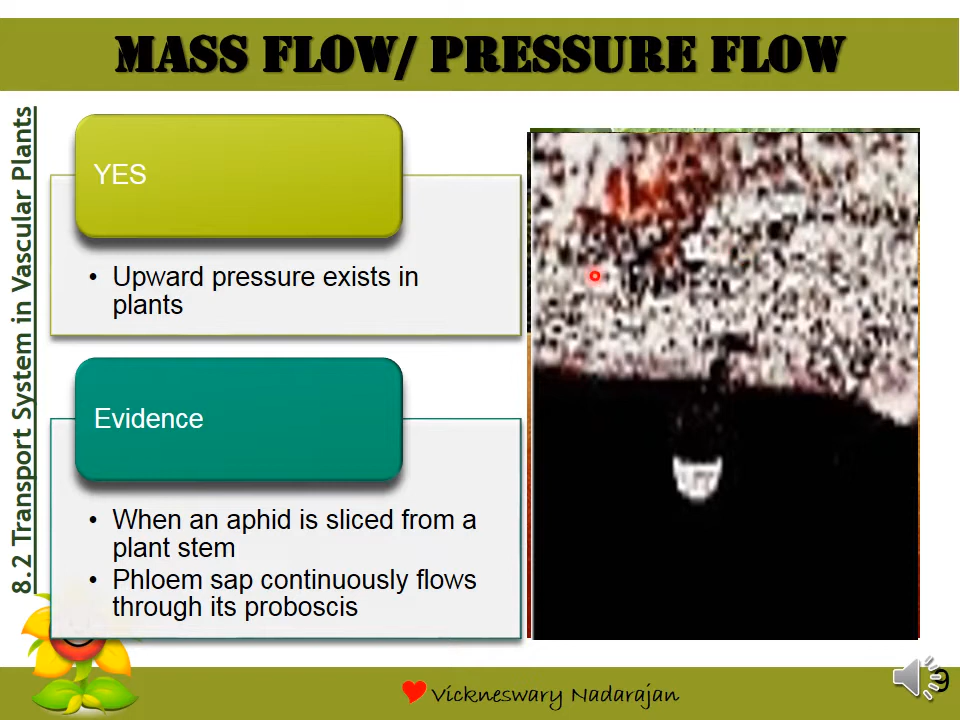 MASS FLOW/ PRESSURE FLOW
8.2 Transport System in Vascular Plants
YES
• Upward pressure exists in
plants
Evidence
• When an aphid is sliced from a
plant stem
• Phloem sap continuously flows
through its proboscis
Vickneswary Nadarajan
9